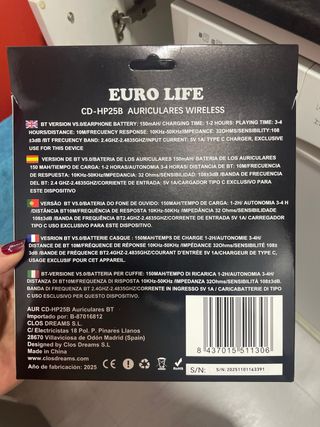 EURO LIFE
CD-HP25B AURICULARES WIRELESS
BT VERSION V5.0/EARPHONE BATTERY: 150mAH/ CHARGING TIME: 1-2 HOURS/ PLAYING TIME: 3-4
HOURS/DISTANCE: 10M/FRECUENCY RESPONSE: 10KHz-50KHz/IMPEDANCE: 32OHMS/SENSIBILITY:108
±3dB /BT FRECUENCY BAND: 2.4GHZ-2.4835GHZ/INPUT CURRENT: 5V 1A/ TYPE C CHARGER, EXCLUSIVE
USE FOR THIS DEVICE
VERSION DE BT V5.0/BATERIA DE LOS AURICULARES 150mAH/ BATERIA DE LOS AURICULARES
150 MAH/TIEMPO DE CARGA: 1-2 HORAS/ TIEMPO DE USO: 3-4 HORAS/DISTANCIA BT: 10M/FRECUENCIA
DE RESPUESTA: 10KHz-50KHz/IMPEDANCIA 32 Ohms/SENSIBILIDAD 108±3dB /BANDA DE FRECUENCIA
DEL BT: 2.4 GHZ-2.4835GHZ/CORRIENTE DE ENTRADA: 5V 1A/CARGADOR TIPO C EXCLUSIVO PARA
ESTE DISPOSITIVO
VERSÃO BT V5.0/BATERIA DO FONE DE OUVIDO: 150MAH/TEMPO DE CARGA: 1-2H/ AUTONOMIA 3-4 H
/DISTÂNCIA BT10M/FREQUÊNCIA DE RESPOSTA 10KHz-50KHz /IMPEDANCIA 32 Ohms/SENSIBILIDADE
108±3dB /BANDA DE FREQUÊNCIA BT2.4GHZ-2.4835GHZ/CORRENTE DE ENTRADA 5V 1A/CARREGADOR
TIPO C EXCLUSIVO PARA ESTE DISPOSITIVO.
VERSION BT V5.0/BATTERIE CASQUE : 150MAH/TEMPS DE CHARGE 1-2H/AUTONOMIE 3-4H/
DISTANCE DE BT 10M/FRÉQUENCE DE RÉPONSE 10KHz-50KHz /IMPÉDANCE 32Ohms/SENSIBILITÉ 108±
3dB /BANDE DE FRÉQUENCE BT2.4GHZ-2.4835GHZ/COURANT D'ENTRÉE 5V 1A/CHARGEUR DE TYPE C,
USAGE EXCLUSIF POUR CET APPAREIL.
BT-VERSIONE V5.0/BATTERIA PER CUFFIE: 150MAH/TEMPO DI RICARICA 1-2H/AUTONOMIA 3-4H/
DISTANZA DI BT10M/FREQUENZA DI RISPOSTA 10KHz-50KHz /IMPEDENZA 32 Ohms/SENSIBILITÀ 108±3dB/
BANDA DI FREQUENZA BT2.4GHZ-2.4835GHZ/CORRENTE DI INGRESSO 5V 1A/CARICABATTERIE DI TIPO
C USO ESCLUSIVO PER QUESTO DISPOSITIVO.
AUR CD-HP25B Auriculares BT
Importado por: B-87016812
CLOS DREAMS S.L
C/ Electricistas 18 Pol. P. Pinares Llanos
28670 Villaviciosa de Odón Madrid (Spain)
Designed by Clos Dreams S.L
Made in China
www.closdreams.com
Año de fabricación: 2025
CE
RoHS
8 437015 511306
S/N: S/N:20251101163391